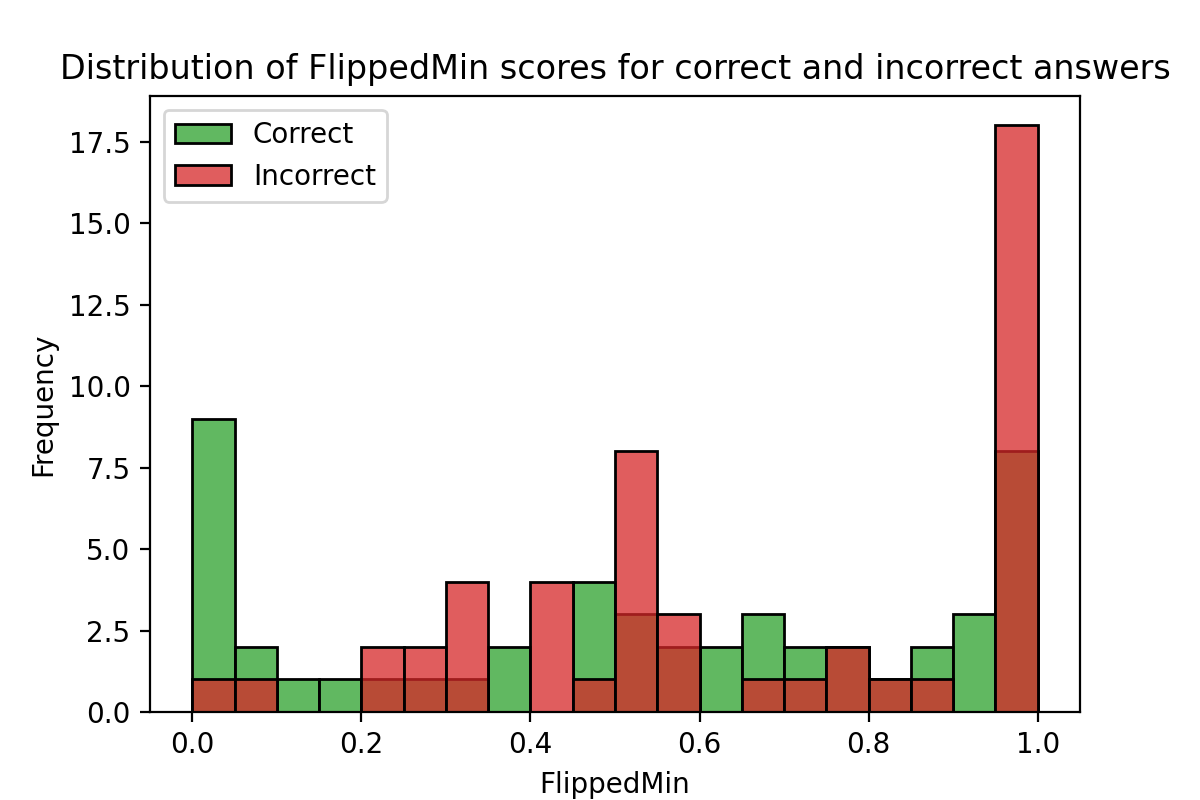 Distribution of FlippedMin scores for correct and incorrect answers
Correct
Incorrect
17.5
15.0
12.5
10.0
7.5
5.0
2.5
0.0
Frequency
0.0 0.2 0.4 0.6 0.8 1.0
FlippedMin